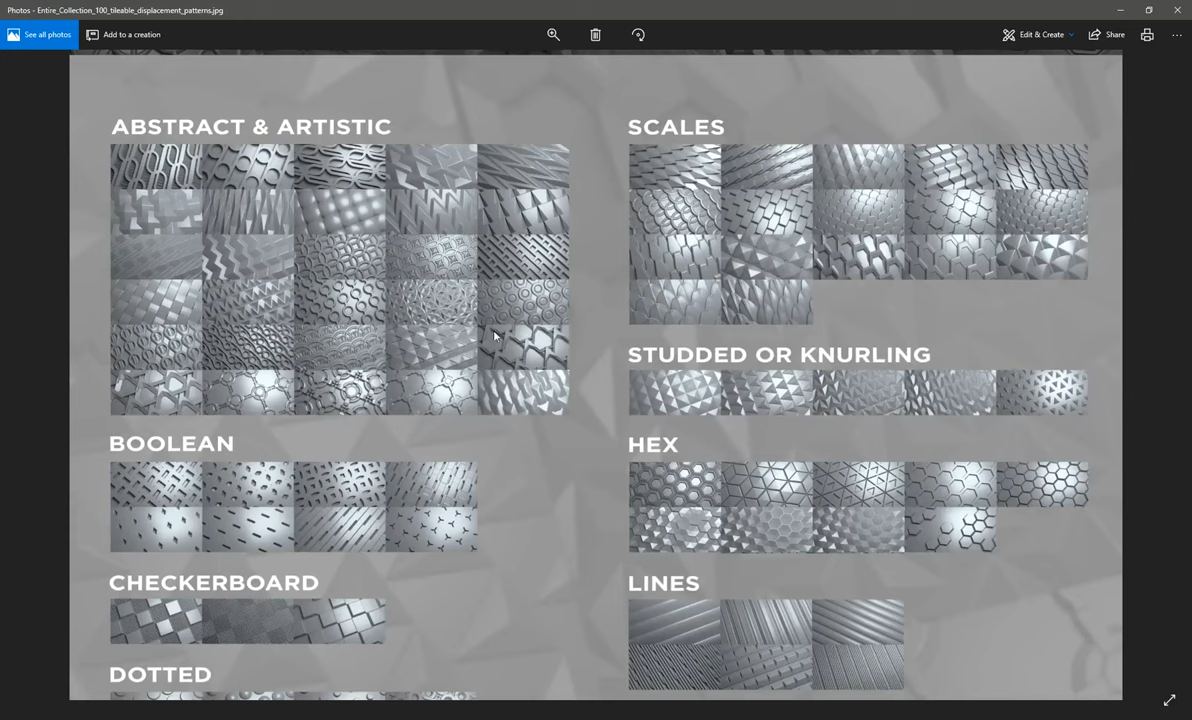 Photos - Entire_Collection_100_tileable_displacement_patterns.jpg
See all photos
Add to a creation
Edit & Create
Share
ABSTRACT & ARTISTIC
SCALES
STUDDED OR KNURLING
BOOLEAN
HEX
CHECKERBOARD
LINES
DOTTED